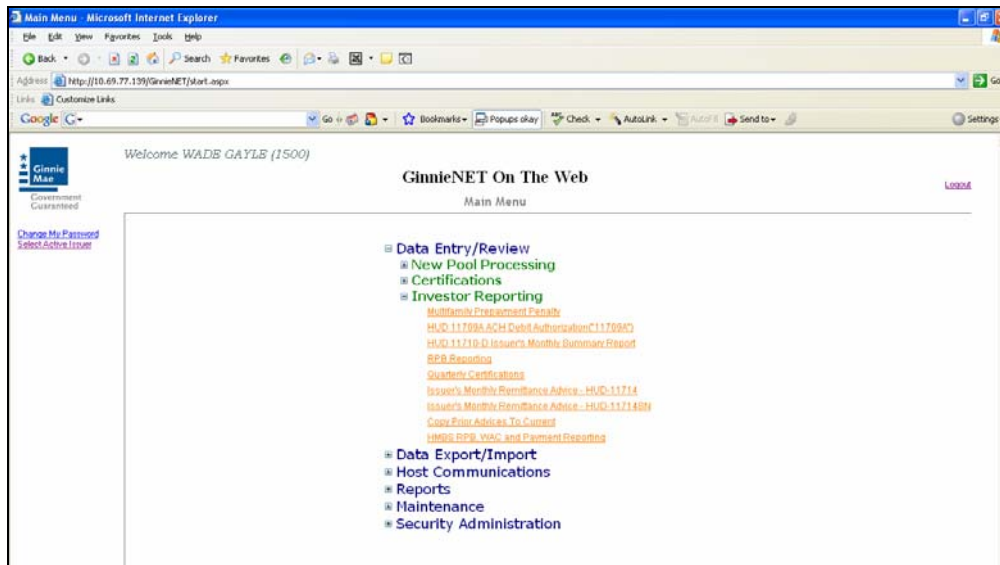 Main Menu - Microsoft Internet Explorer
File Edit View Favorites Tools Help
Back Search Favorites
Address http://10.69.77.139/GinnieNET/start.aspx Go
Links Customize Links
Google G Go Bookmarks Popups okay Check AutoLink AutoFill Send to Settings
Ginnie Mae
Government Guaranteed
Welcome WADE GAYLE (1500)
GinnieNET On The Web
Main Menu
Logout
Change My Password
Select Active Issuer
Data Entry/Review
New Pool Processing
Certifications
Investor Reporting
Multifamily Prepayment Penalty
HUD 11709A ACH Debit Authorization("11709A")
HUD 11710-D Issuer's Monthly Summary Report
RPB Reporting
Quarterly Certifications
Issuer's Monthly Remittance Advice - HUD-11714
Issuer's Monthly Remittance Advice - HUD-11714SN
Copy Prior Advices To Current
HMBS RPB, WAC and Payment Reporting
Data Export/Import
Host Communications
Reports
Maintenance
Security Administration